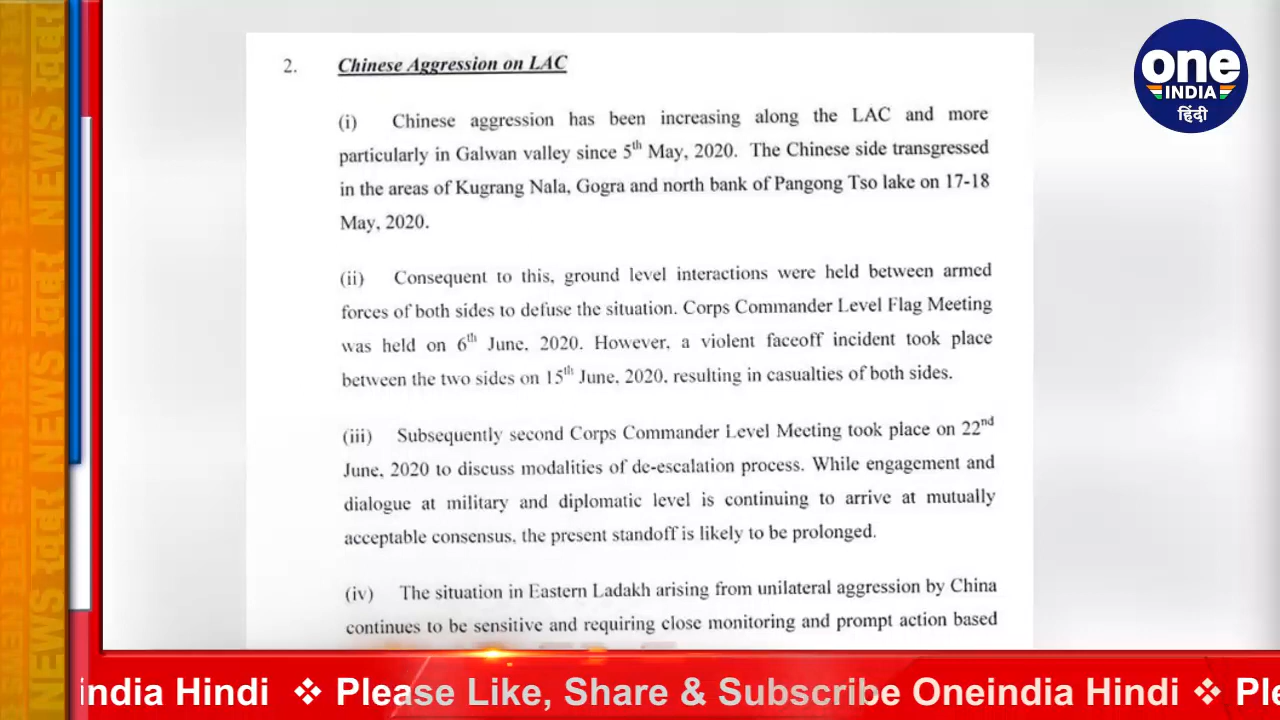 2. Chinese Aggression on LAC
(i) Chinese aggression has been increasing along the LAC and more
particularly in Galwan valley since 5th May, 2020. The Chinese side transgressed
in the areas of Kugrang Nala, Gogra and north bank of Pangong Tso lake on 17-18
May, 2020.
(ii) Consequent to this, ground level interactions were held between armed
forces of both sides to defuse the situation. Corps Commander Level Flag Meeting
was held on 6th June, 2020. However, a violent faceoff incident took place
between the two sides on 15th June, 2020, resulting in casualties of both sides.
(iii) Subsequently second Corps Commander Level Meeting took place on 22nd
June, 2020 to discuss modalities of de-escalation process. While engagement and
dialogue at military and diplomatic level is continuing to arrive at mutually
acceptable consensus, the present standoff is likely to be prolonged.
(iv) The situation in Eastern Ladakh arising from unilateral aggression by China
continues to be sensitive and requiring close monitoring and prompt action based
one
INDIA
हिंदी
NEWS खबर NEWS खबर NEWS
india Hindi ❖ Please Like, Share & Subscribe Oneindia Hindi ❖ Ple